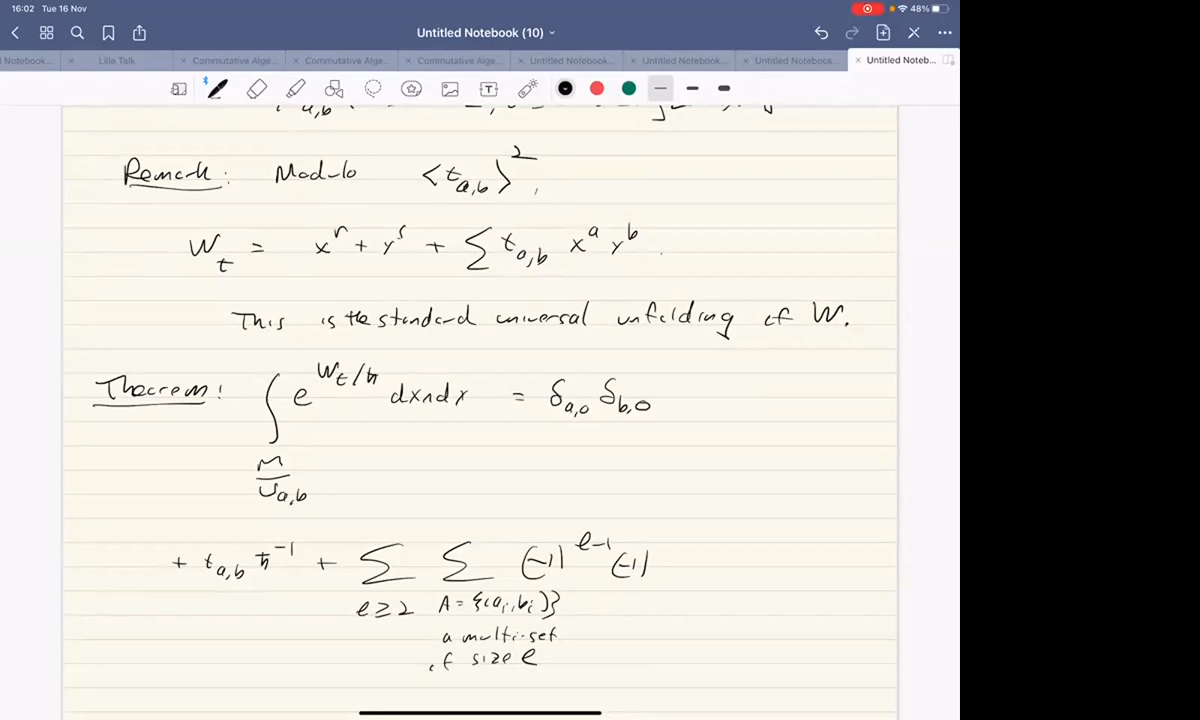 16:02 Tue 16 Nov
48%
Untitled Notebook (10)
Notebook...
Lille Talk
Commutative Alge...
Commutative Alge...
Commutative Alge...
Untitled Notebook...
Untitled Notebook...
Untitled Notebook...
Untitled Noteb...
a,b
Remark: Modulo <t_{a,b}>^2,
W_t = x^r + y^s + Σ t_{a,b} x^a y^b.
This is the standard universal unfolding of W.
Theorem: ∫_{Ξ_{a,b}} e^{W_t/ħ} dx∧dx = δ_{a,0} δ_{b,0}
+ t_{a,b} ħ^{-1} + Σ_{l≥2} Σ (-1)^{l-1} (-1)
A = {(a_i, b_i)}
a multi-set
of size l